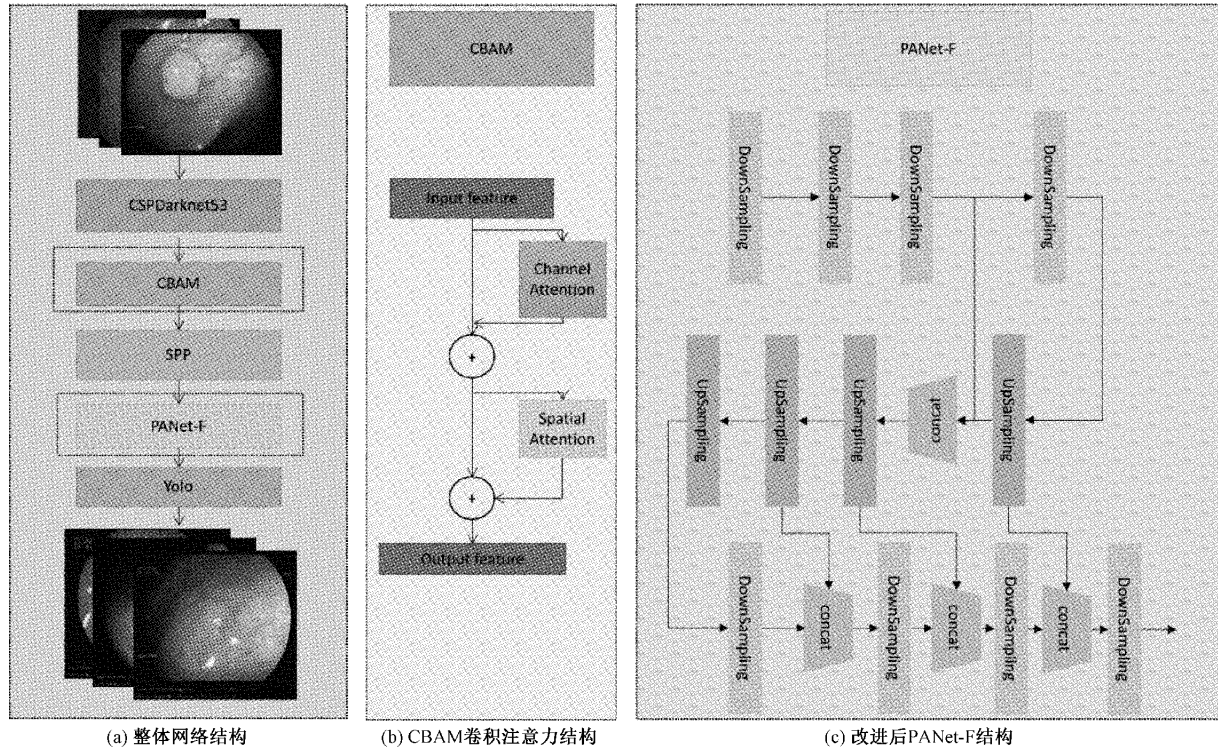 CSPDarknet53
CBAM
SPP
PANet-F
Yolo
(a) 整体网络结构
CBAM
Input feature
Channel
Attention
+
Spatial
Attention
+
Output feature
(b) CBAM卷积注意力结构
PANet-F
DownSampling
DownSampling
DownSampling
DownSampling
UpSampling
UpSampling
UpSampling
concat
UpSampling
DownSampling
concat
DownSampling
concat
DownSampling
concat
DownSampling
(c) 改进后PANet-F结构